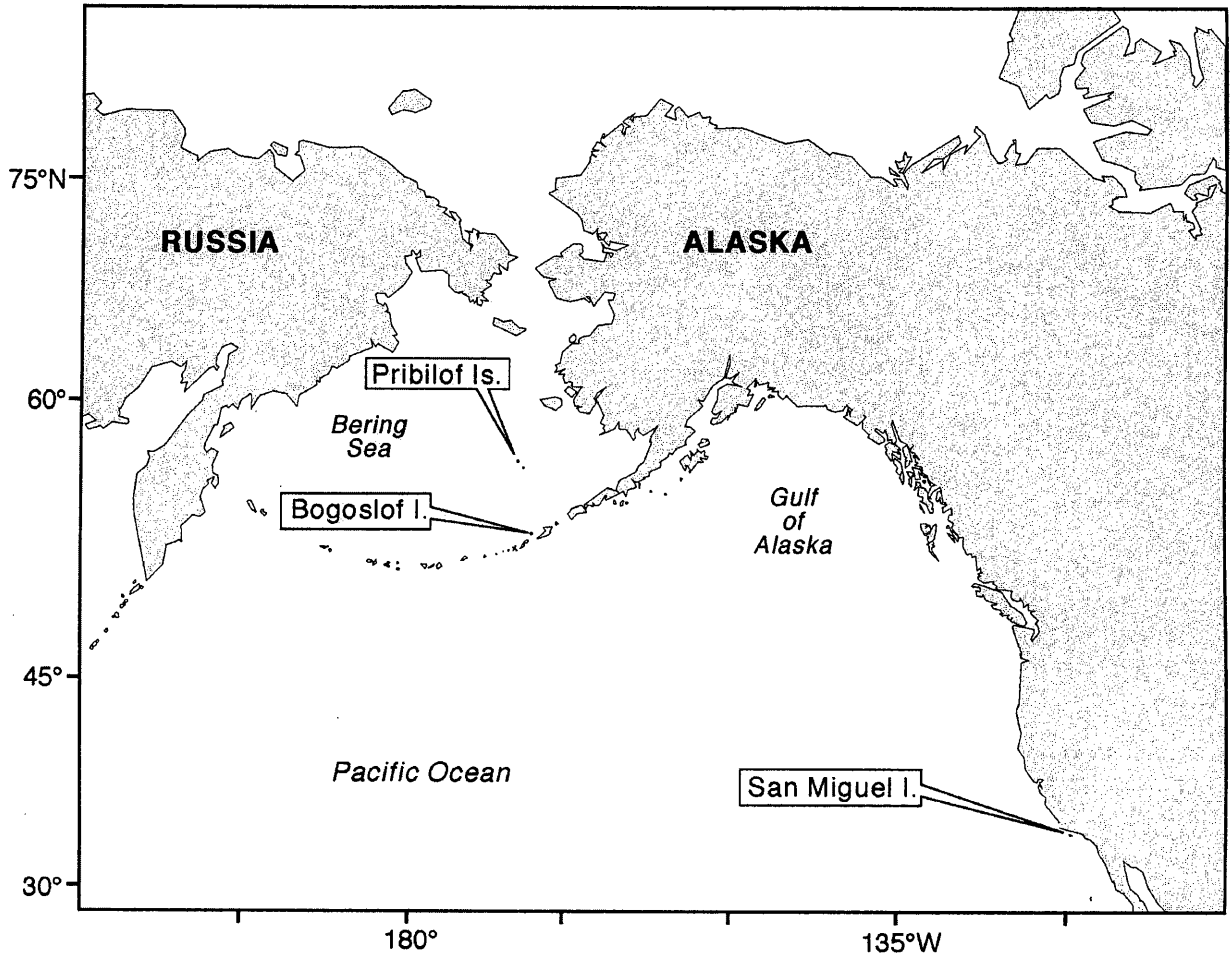 75°N
RUSSIA
ALASKA
Pribilof Is.
60°
Bering
Sea
Bogoslof I.
Gulf
of
Alaska
45°
Pacific Ocean
San Miguel I.
30°
180°
135°W